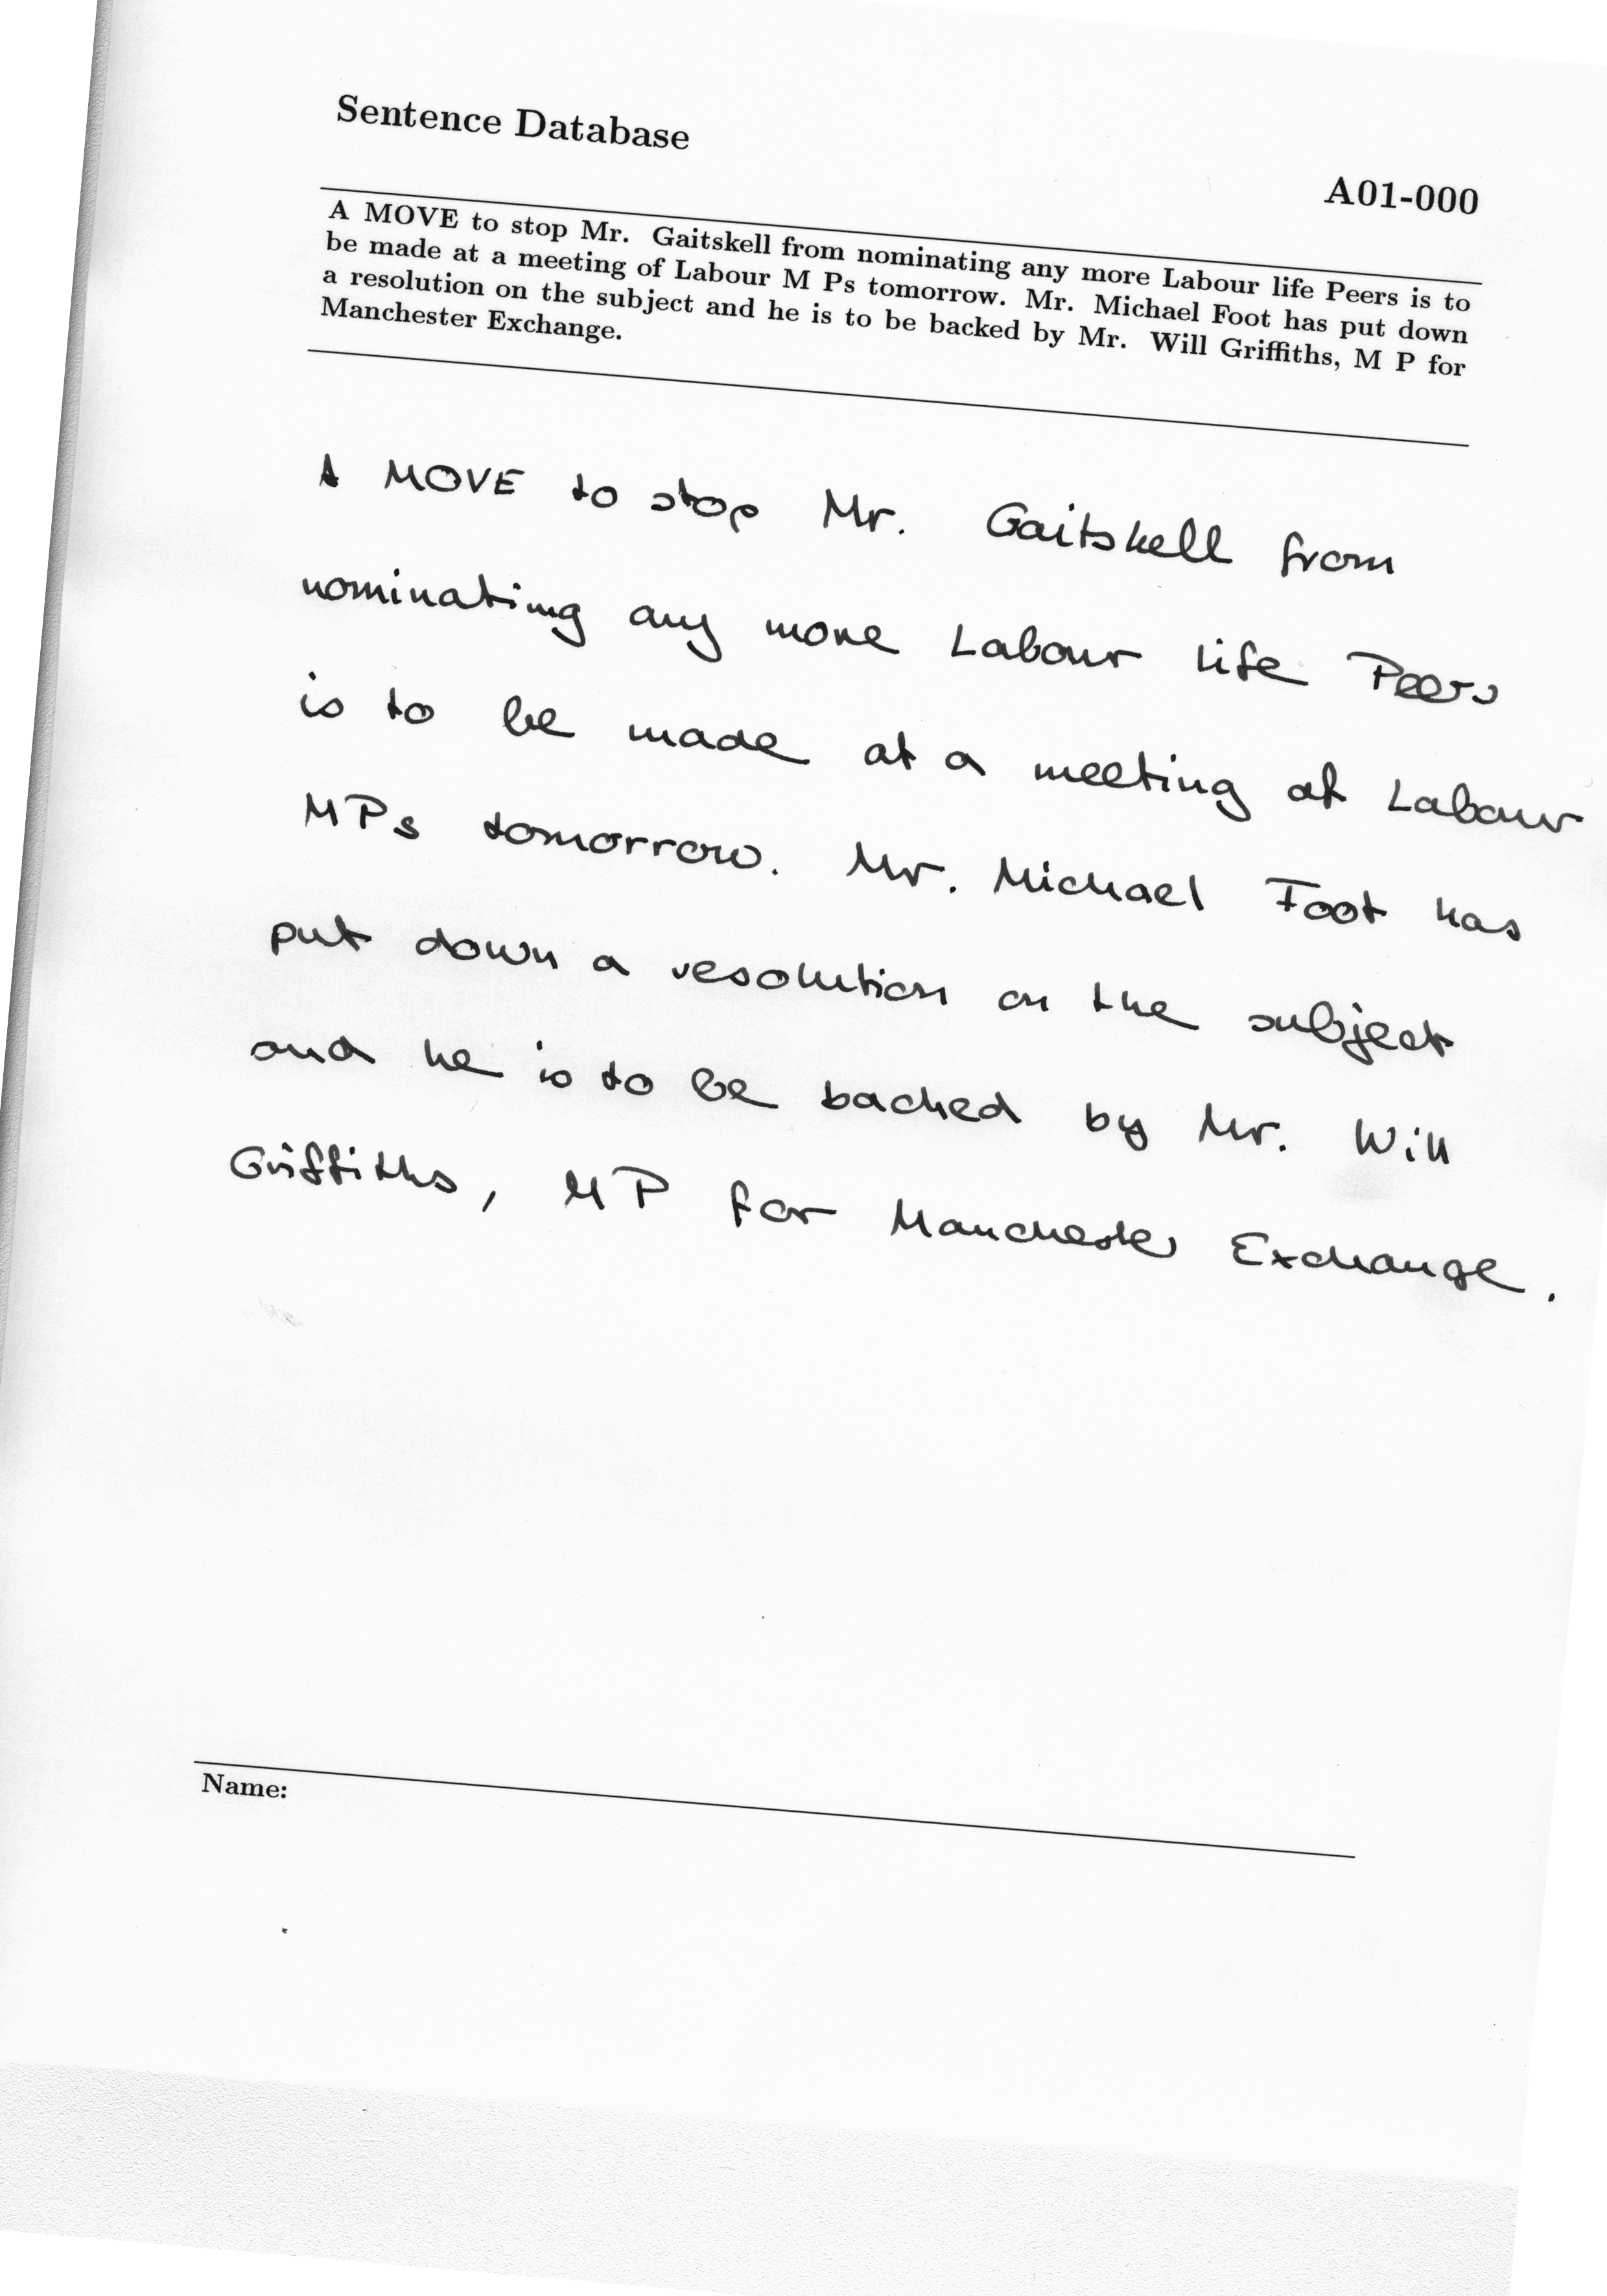 Sentence Database
A01-000
A MOVE to stop Mr. Gaitskell from nominating any more Labour life Peers is to
be made at a meeting of Labour M Ps tomorrow. Mr. Michael Foot has put down
a resolution on the subject and he is to be backed by Mr. Will Griffiths, M P for
Manchester Exchange.
A MOVE to stop Mr. Gaitskell from
nominating any more Labour life Peers
is to be made at a meeting of Labour
MPs tomorrow. Mr. Michael Foot has
put down a resolution on the subject
and he is to be backed by Mr. Will
Griffiths, MP for Manchester Exchange.
Name: